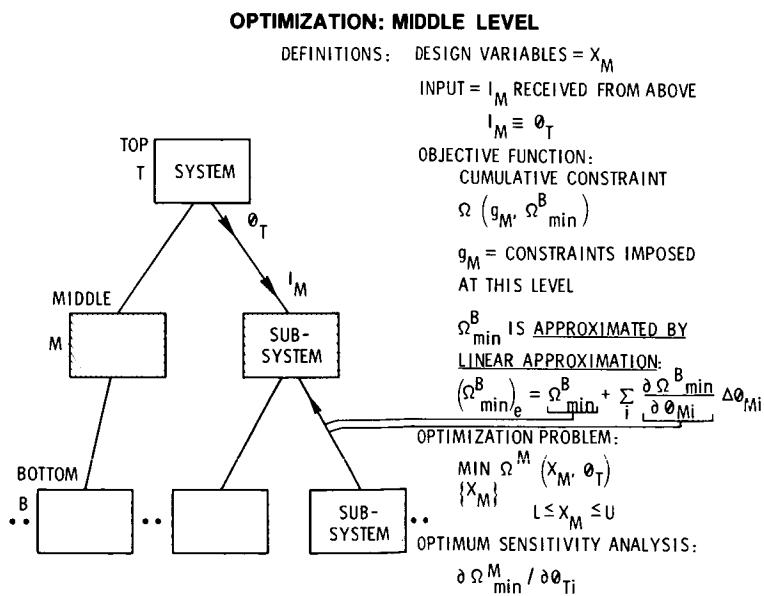 OPTIMIZATION: MIDDLE LEVEL
DEFINITIONS: DESIGN VARIABLES = X_M
INPUT = I_M RECEIVED FROM ABOVE
I_M ≡ Ø_T
OBJECTIVE FUNCTION:
CUMULATIVE CONSTRAINT
Ω (g_M, Ω^B_min)
g_M = CONSTRAINTS IMPOSED
AT THIS LEVEL
Ω^B_min IS APPROXIMATED BY
LINEAR APPROXIMATION:
(Ω^B_min)_e = Ω^B_min + Σ_i ∂Ω^B_min / ∂Ø_Mi ΔØ_Mi
OPTIMIZATION PROBLEM:
MIN Ω^M (X_M, Ø_T)
{X_M}
L ≤ X_M ≤ U
OPTIMUM SENSITIVITY ANALYSIS:
∂Ω^M_min / ∂Ø_Ti
TOP
T
SYSTEM
Ø_T
I_M
MIDDLE
M
SUB-
SYSTEM
BOTTOM
B
SUB-
SYSTEM